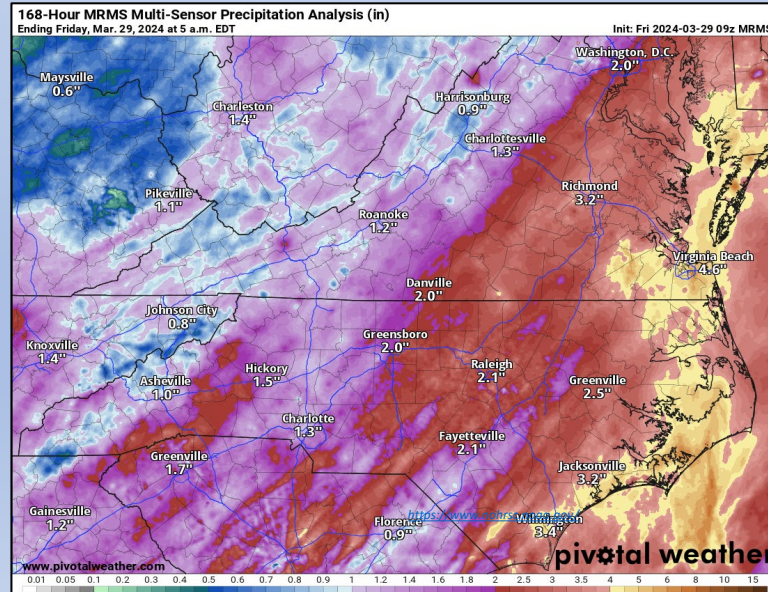 168-Hour MRMS Multi-Sensor Precipitation Analysis (in)
Ending Friday, Mar. 29, 2024 at 5 a.m. EDT
Init: Fri 2024-03-29 09z MRMS
Washington, D.C.
2.0"
Maysville
0.6"
Charleston
1.4"
Harrisonburg
0.9"
Charlottesville
1.3"
Pikeville
1.1"
Richmond
3.2"
Roanoke
1.2"
Virginia Beach
4.6"
Danville
2.0"
Johnson City
0.8"
Knoxville
1.4"
Greensboro
2.0"
Hickory
1.5"
Raleigh
2.1"
Asheville
1.0"
Greenville
2.5"
Charlotte
1.3"
Fayetteville
2.1"
Greenville
1.7"
Jacksonville
3.2"
Gainesville
1.2"
Florence
0.9"
Wilmington
3.4"
pivotal weather
www.pivotalweather.com
0.01 0.05 0.1 0.2 0.3 0.4 0.5 0.6 0.7 0.8 0.9 1 1.2 1.4 1.6 1.8 2 2.5 3 3.5 4 5 6 8 10 15